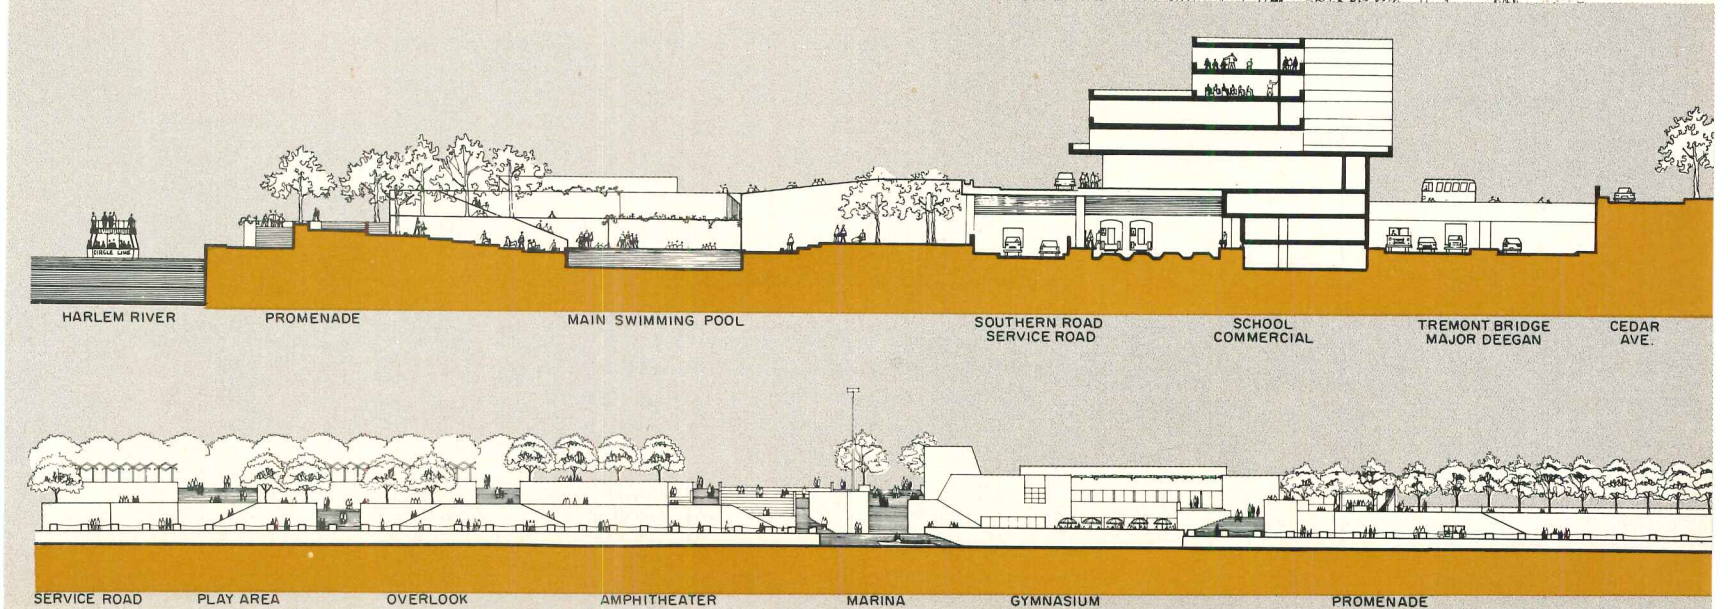 CIRCLE LINE
HARLEM RIVER
PROMENADE
MAIN SWIMMING POOL
SOUTHERN ROAD
SERVICE ROAD
SCHOOL
COMMERCIAL
TREMONT BRIDGE
MAJOR DEEGAN
CEDAR
AVE.
SERVICE ROAD
PLAY AREA
OVERLOOK
AMPHITHEATER
MARINA
GYMNASIUM
PROMENADE